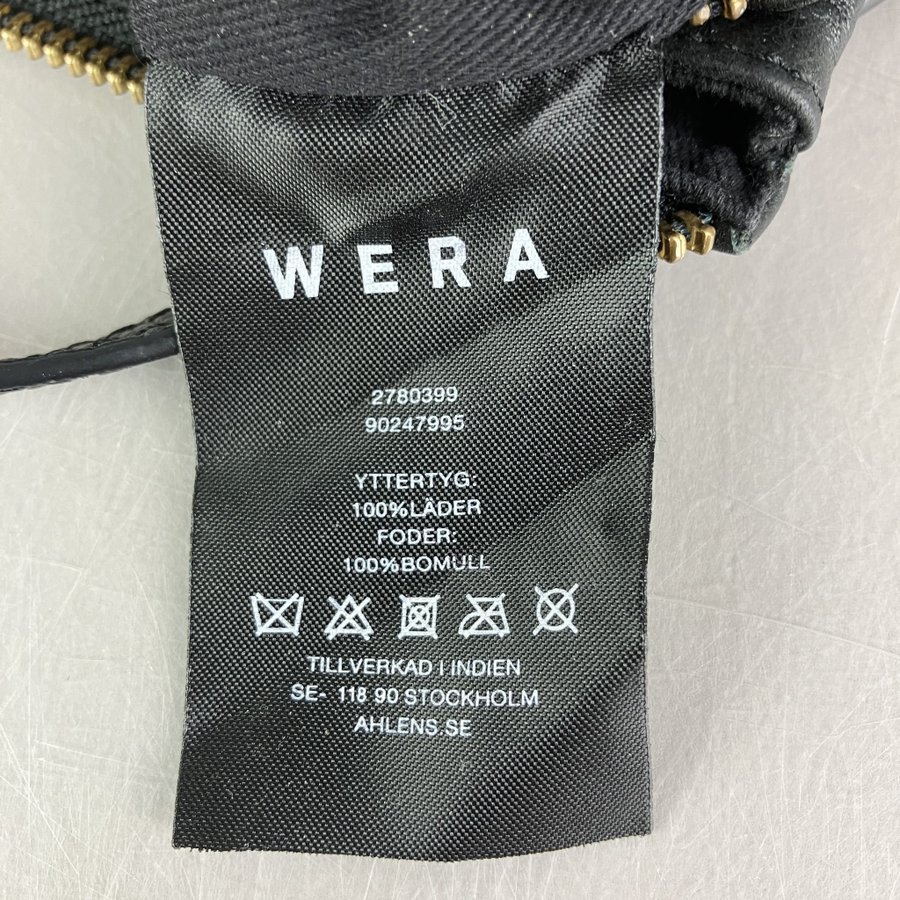 WERA
2780399
90247995
YTTERTYG:
100%LÄDER
FODER:
100%BOMULL
TILLVERKAD I INDIEN
SE- 118 90 STOCKHOLM
AHLENS.SE